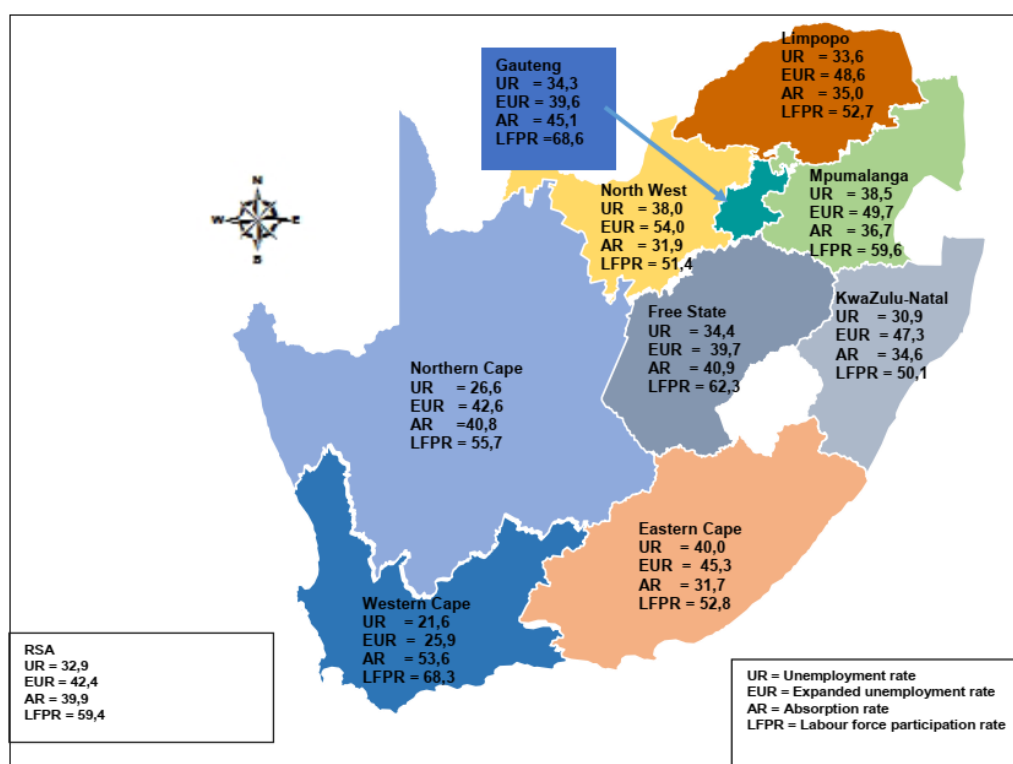 Limpopo
UR = 33,6
EUR = 48,6
AR = 35,0
LFPR = 52,7
Gauteng
UR = 34,3
EUR = 39,6
AR = 45,1
LFPR =68,6
Mpumalanga
UR = 38,5
EUR = 49,7
AR = 36,7
LFPR = 59,6
North West
UR = 38,0
EUR = 54,0
AR = 31,9
LFPR = 51,4
N
W
E
S
KwaZulu-Natal
UR = 30,9
EUR = 47,3
AR = 34,6
LFPR = 50,1
Free State
UR = 34,4
EUR = 39,7
AR = 40,9
LFPR = 62,3
Northern Cape
UR = 26,6
EUR = 42,6
AR =40,8
LFPR = 55,7
Eastern Cape
UR = 40,0
EUR = 45,3
AR = 31,7
LFPR = 52,8
Western Cape
UR = 21,6
EUR = 25,9
AR = 53,6
LFPR = 68,3
RSA
UR = 32,9
EUR = 42,4
AR = 39,9
LFPR = 59,4
UR = Unemployment rate
EUR = Expanded unemployment rate
AR = Absorption rate
LFPR = Labour force participation rate